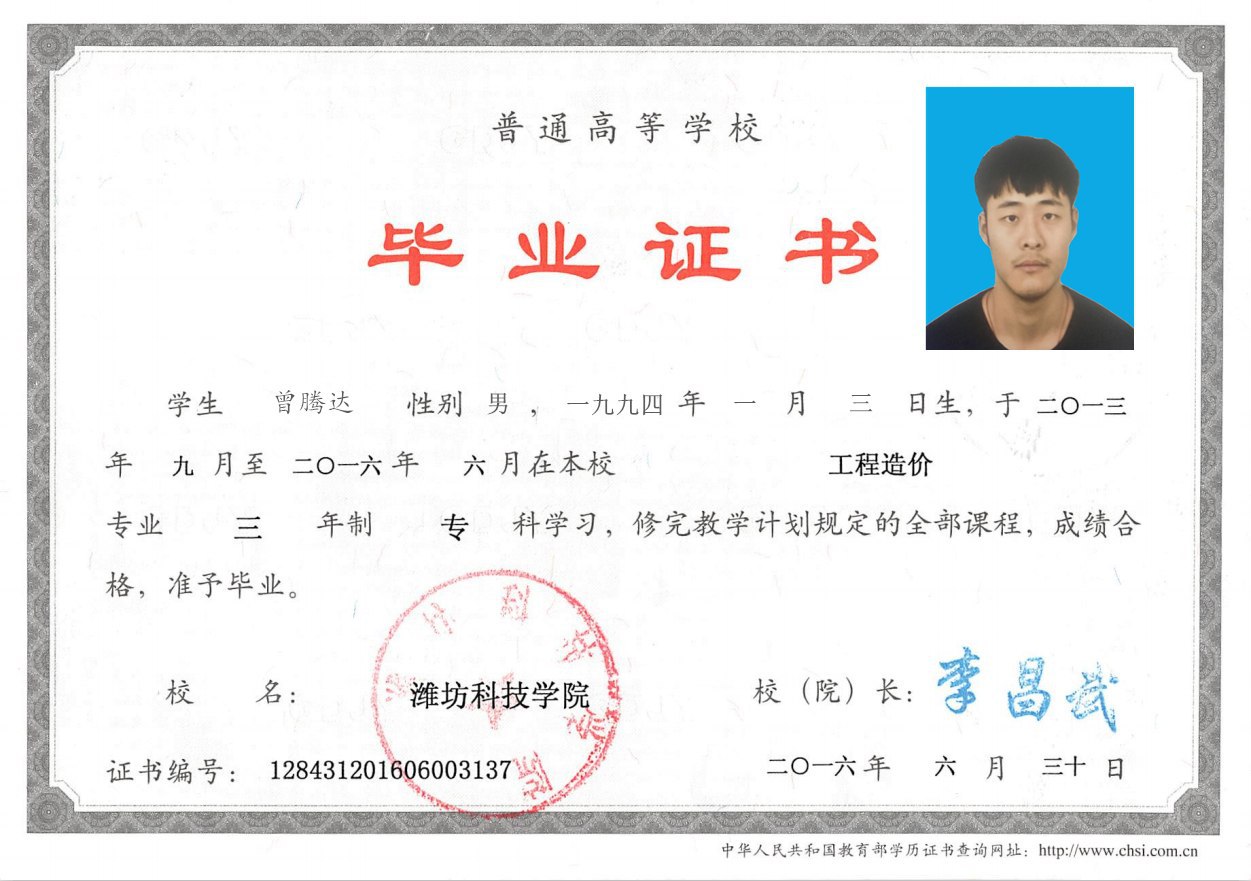 普通高等学校
毕业证书
学生 曾腾达 性别 男 ，一九九四 年 一 月 三 日生，于 二〇一三
年 九 月至 二〇一六 年 六 月在本校 工程造价
专业 三 年制 专 科学习，修完教学计划规定的全部课程，成绩合
格，准予毕业。
校 名： 潍坊科技学院 校（院）长：李昌武
证书编号： 128431201606003137 二〇一六 年 六 月 三十 日
中华人民共和国教育部学历证书查询网址：http://www.chsi.com.cn